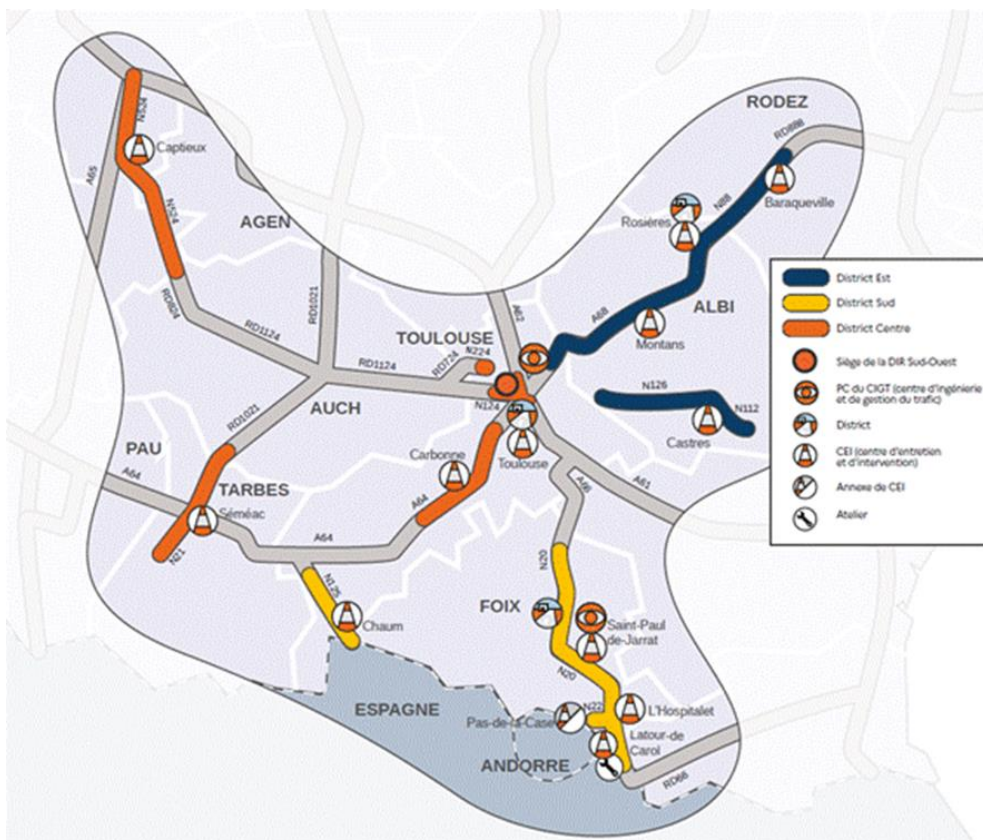 RODEZ
RD888
N524
Captieux
A65
N88
Baraqueville
Rosières
AGEN
N524
District Est
District Sud
District Centre
RD824
RD1021
A62
A68
ALBI
Montans
TOULOUSE
N224
RD724
RD1124
RD1124
Siège de la DIR Sud-Ouest
PC du CIGT (centre d'ingénierie
et de gestion du trafic)
District
CEI (centre d'entretien
et d'intervention)
Annexe de CEI
Atelier
N126
N112
Castres
AUCH
N124
RD1021
PAU
Carbonne
Toulouse
A64
TARBES
Séméac
A64
A66
A61
N21
A64
N20
N125
Chaum
FOIX
Saint-Paul
de-Jarrat
N20
ESPAGNE
Pas-de-la-Case
N22
L'Hospitalet
Latour-de
Carol
ANDORRE
RD66